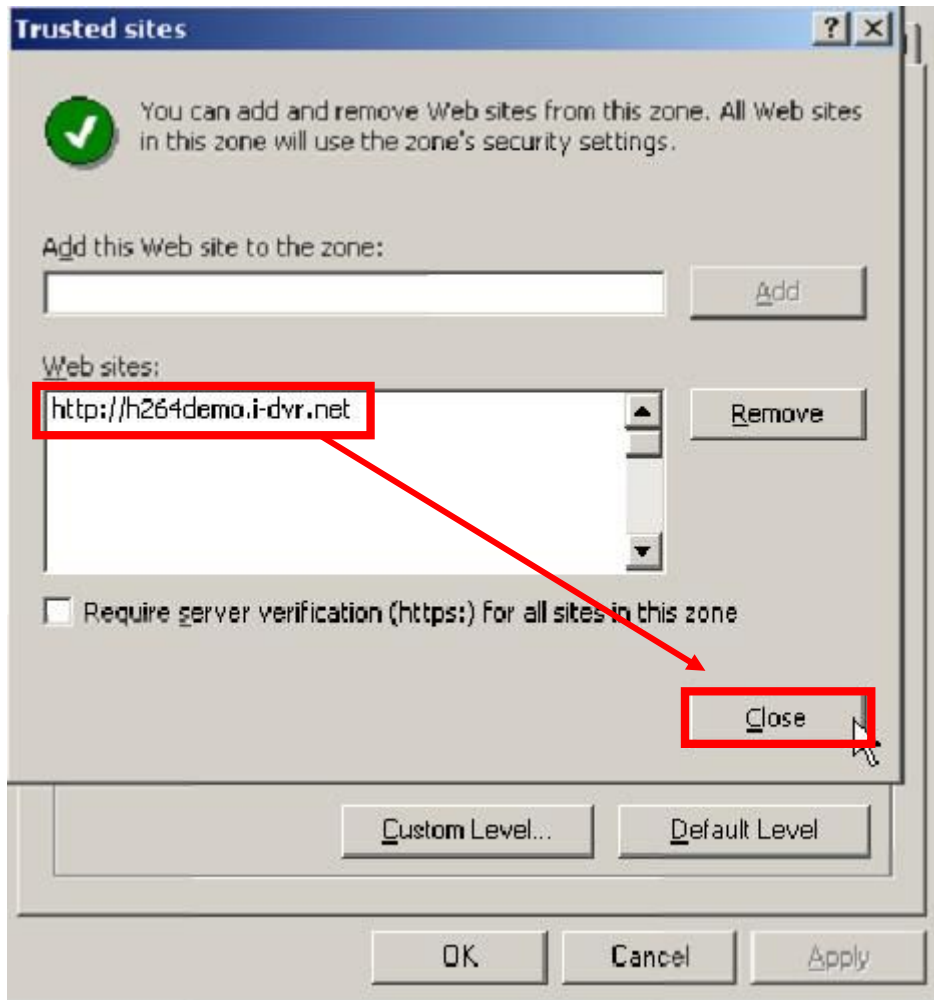 Trusted sites
You can add and remove Web sites from this zone. All Web sites
in this zone will use the zone's security settings.
Add this Web site to the zone:
Add
Web sites:
http://h264demo.i-dvr.net
Remove
Require server verification (https:) for all sites in this zone
Close
Custom Level...
Default Level
OK
Cancel
Apply